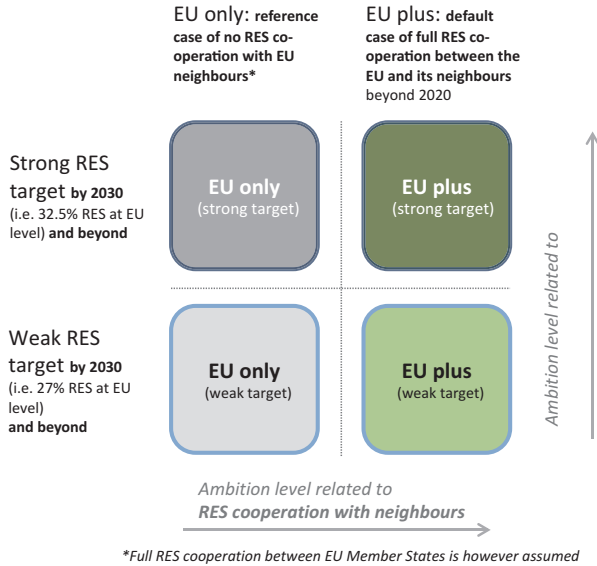 EU only: reference
case of no RES co-
operation with EU
neighbours*
EU plus: default
case of full RES co-
operation between the
EU and its neighbours
beyond 2020
Strong RES
target by 2030
(i.e. 32.5% RES at EU
level) and beyond
EU only
(strong target)
EU plus
(strong target)
Weak RES
target by 2030
(i.e. 27% RES at EU
level)
and beyond
EU only
(weak target)
EU plus
(weak target)
Ambition level related to
Ambition level related to
RES cooperation with neighbours
*Full RES cooperation between EU Member States is however assumed